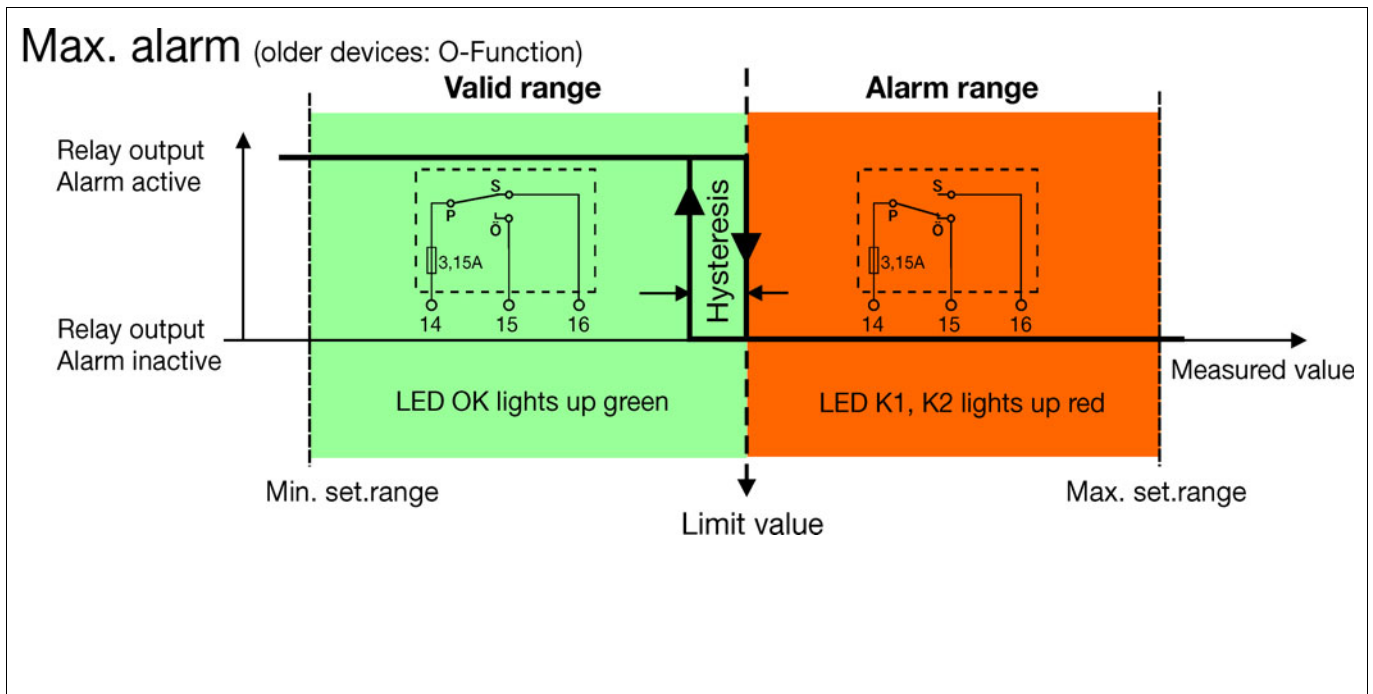 Max. alarm (older devices: O-Function)
Valid range
Alarm range
Relay output
Alarm active
S
P
Ö
3,15A
14 15 16
Hysteresis
S
P
Ö
3,15A
14 15 16
Relay output
Alarm inactive
Measured value
LED OK lights up green
LED K1, K2 lights up red
Min. set.range
Max. set.range
Limit value